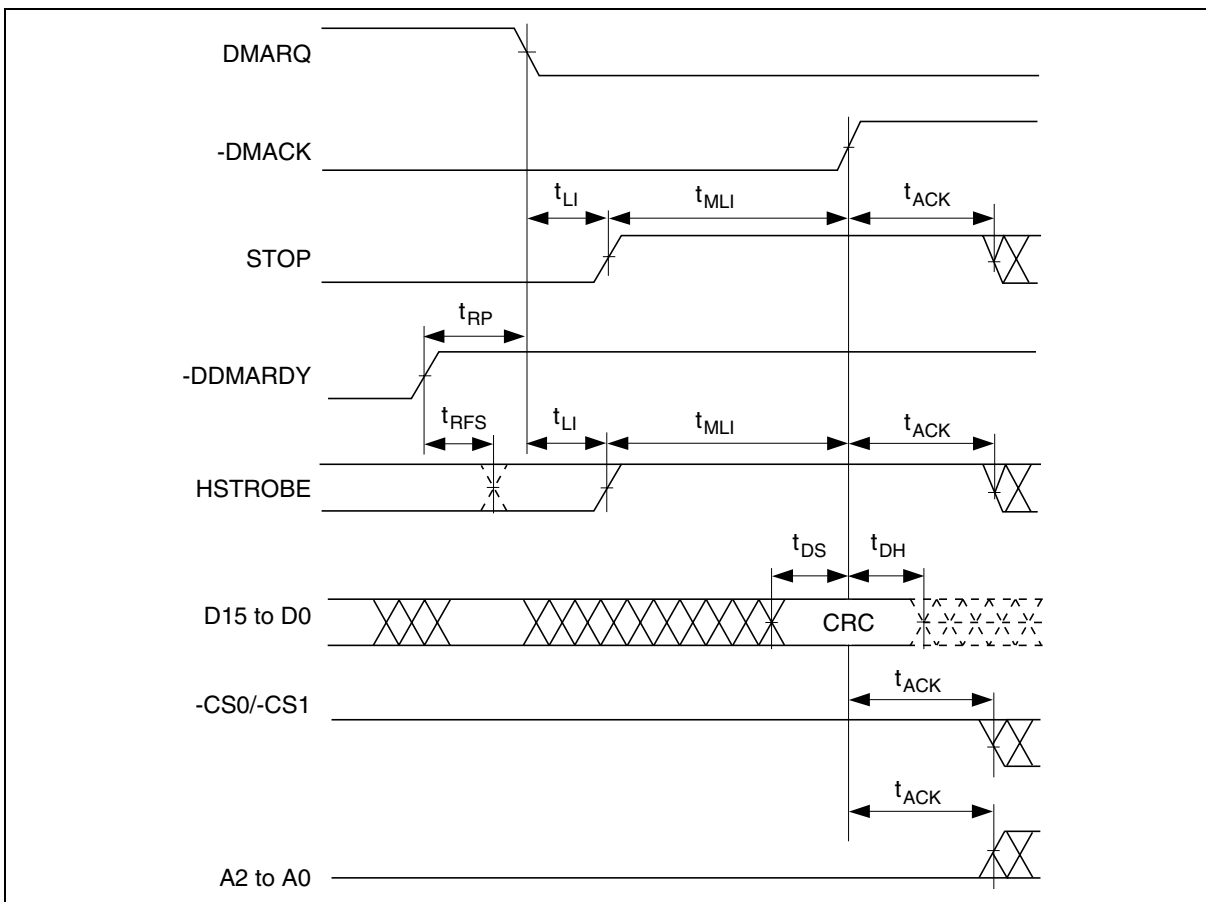 DMARQ
-DMACK
tLI tMLI tACK
STOP
tRP
-DDMARDY
tRFS tLI tMLI tACK
HSTROBE
tDS tDH
D15 to D0 CRC
tACK
-CS0/-CS1
tACK
A2 to A0